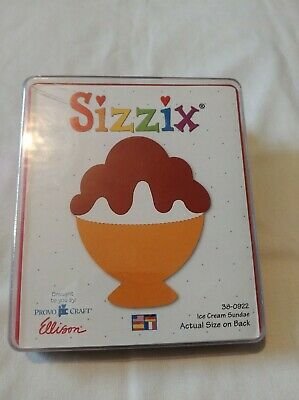 Sizzix®
Brought
to you by:
PROVO CRAFT®
Ellison®
38-0922
Ice Cream Sundae
Actual Size on Back